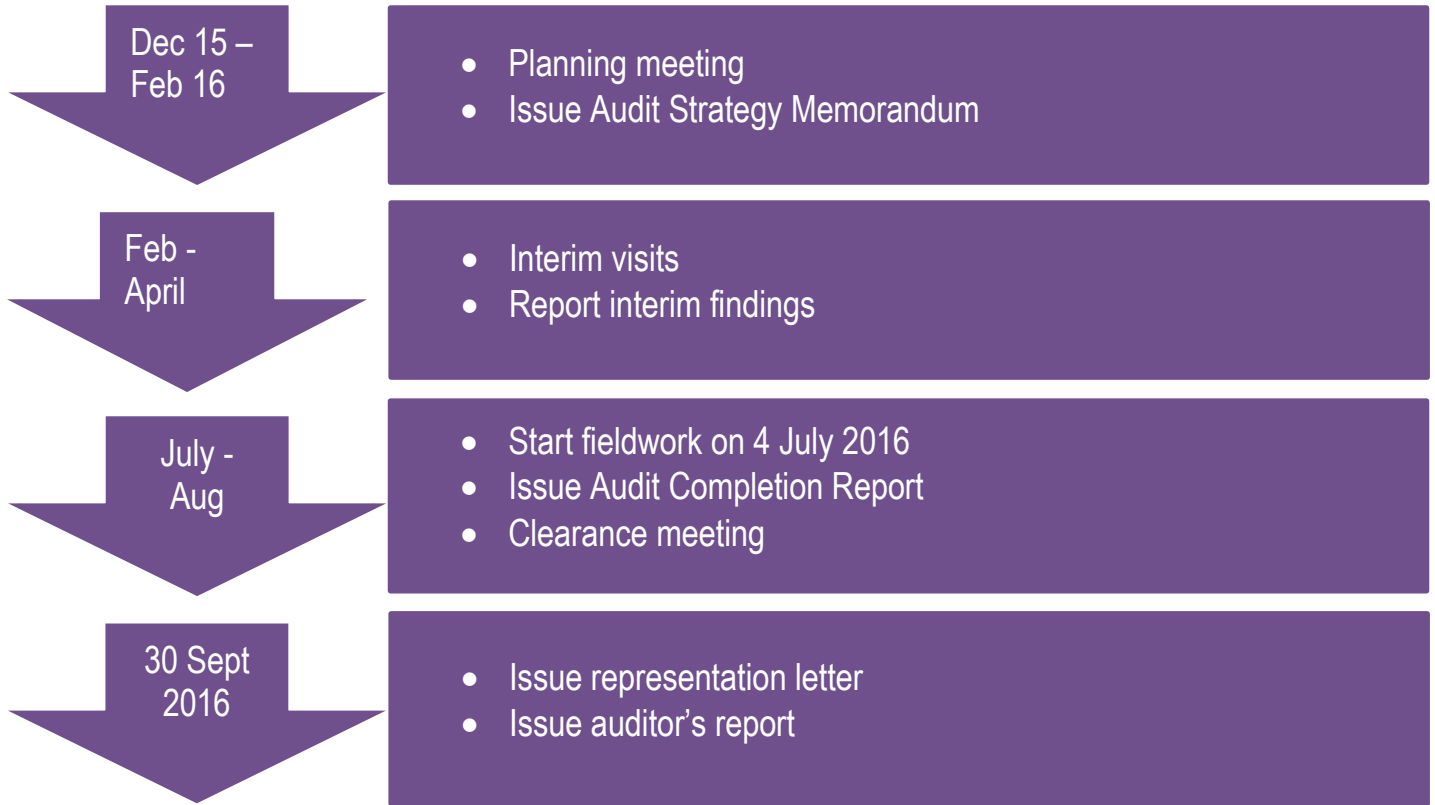 Dec 15 –
Feb 16
• Planning meeting
• Issue Audit Strategy Memorandum
Feb -
April
• Interim visits
• Report interim findings
July -
Aug
• Start fieldwork on 4 July 2016
• Issue Audit Completion Report
• Clearance meeting
30 Sept
2016
• Issue representation letter
• Issue auditor’s report